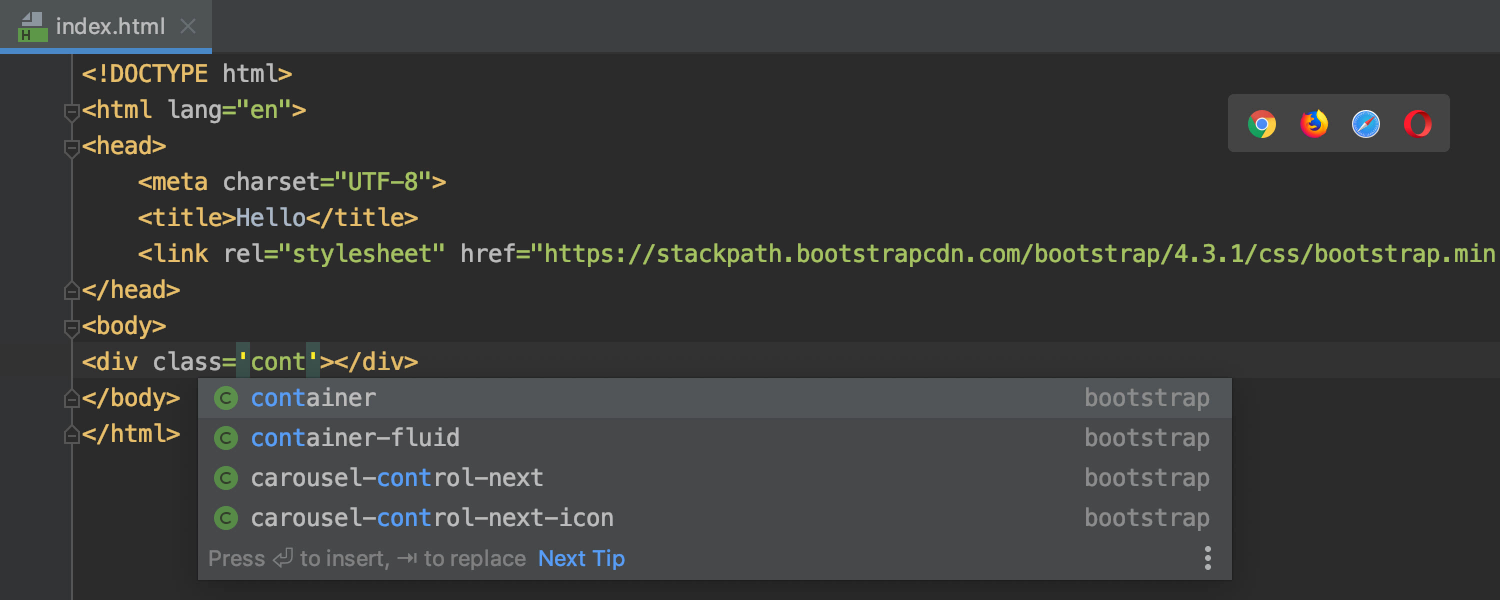 index.html
H
<!DOCTYPE html>
<html lang="en">
<head>
<meta charset="UTF-8">
<title>Hello</title>
<link rel="stylesheet" href="https://stackpath.bootstrapcdn.com/bootstrap/4.3.1/css/bootstrap.min
</head>
<body>
<div class='cont'></div>
</body>
</html>
C container bootstrap
C container-fluid bootstrap
C carousel-control-next bootstrap
C carousel-control-next-icon bootstrap
Press ⏎ to insert, ⇥ to replace Next Tip